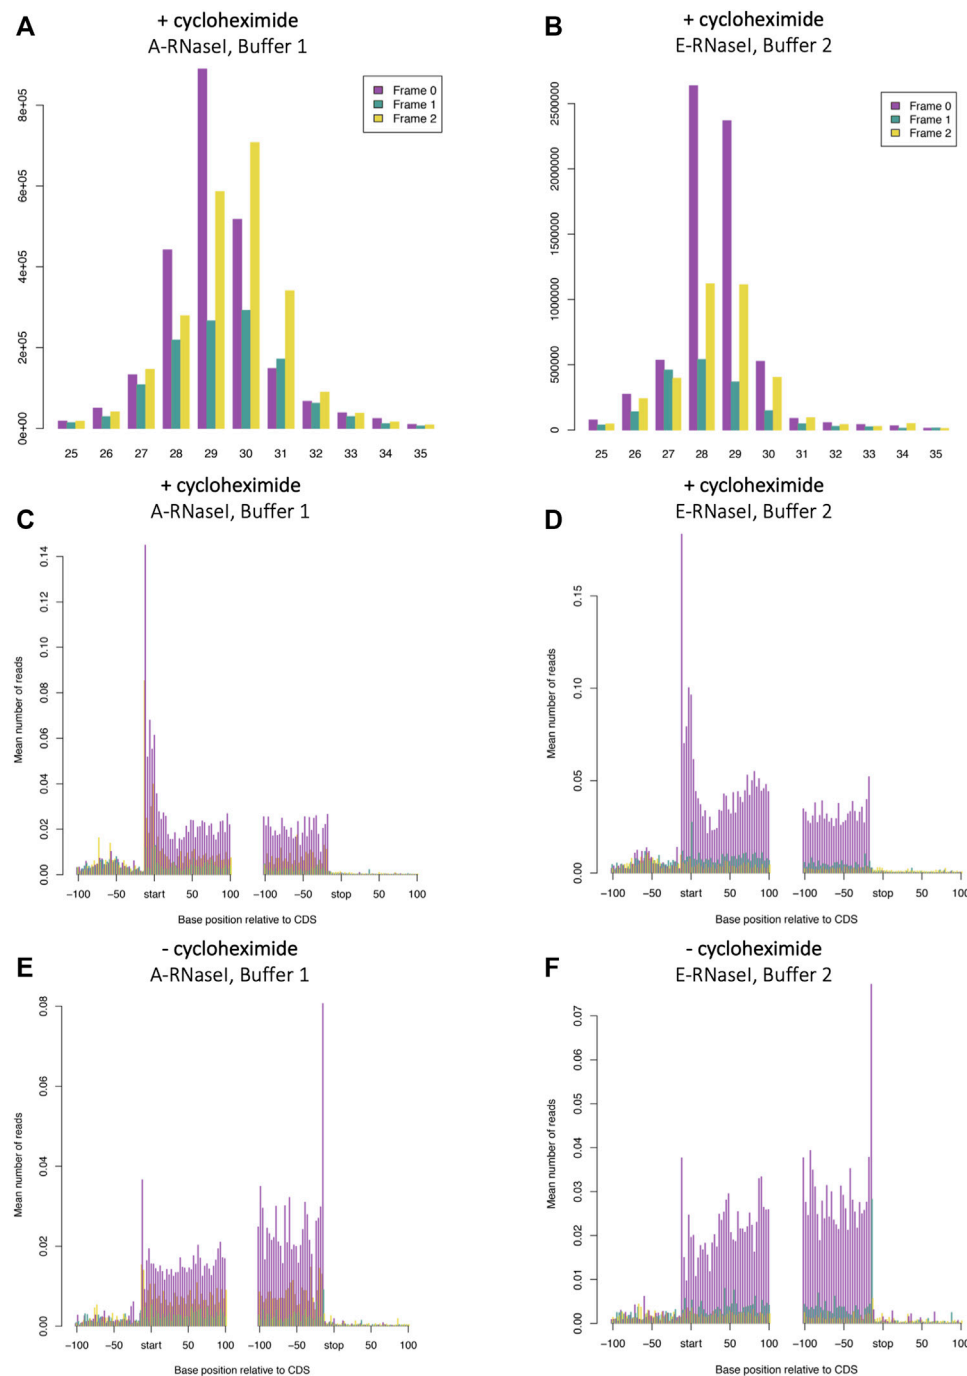 A
+ cycloheximide
A-RNaseI, Buffer 1
Frame 0
Frame 1
Frame 2
8e+05
6e+05
4e+05
2e+05
0e+00
25 26 27 28 29 30 31 32 33 34 35
B
+ cycloheximide
E-RNaseI, Buffer 2
Frame 0
Frame 1
Frame 2
2500000
2000000
1500000
1000000
500000
0
25 26 27 28 29 30 31 32 33 34 35
C
+ cycloheximide
A-RNaseI, Buffer 1
Mean number of reads
0.14
0.12
0.10
0.08
0.06
0.04
0.02
0.00
−100 −50 start 50 100 −100 −50 stop 50 100
Base position relative to CDS
D
+ cycloheximide
E-RNaseI, Buffer 2
Mean number of reads
0.15
0.10
0.05
0.00
−100 −50 start 50 100 −100 −50 stop 50 100
Base position relative to CDS
E
- cycloheximide
A-RNaseI, Buffer 1
Mean number of reads
0.08
0.06
0.04
0.02
0.00
−100 −50 start 50 100 −100 −50 stop 50 100
Base position relative to CDS
F
- cycloheximide
E-RNaseI, Buffer 2
Mean number of reads
0.07
0.06
0.05
0.04
0.03
0.02
0.01
0.00
−100 −50 start 50 100 −100 −50 stop 50 100
Base position relative to CDS